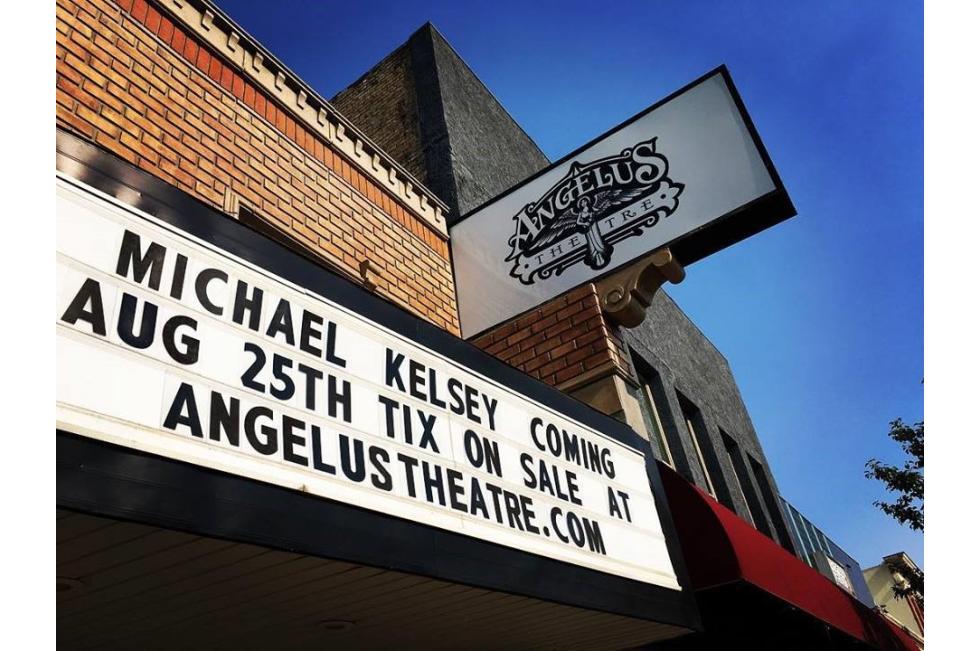 ANGELUS
THEATRE
MICHAEL KELSEY COMING
AUG 25TH TIX ON SALE AT
ANGELUSTHEATRE.COM